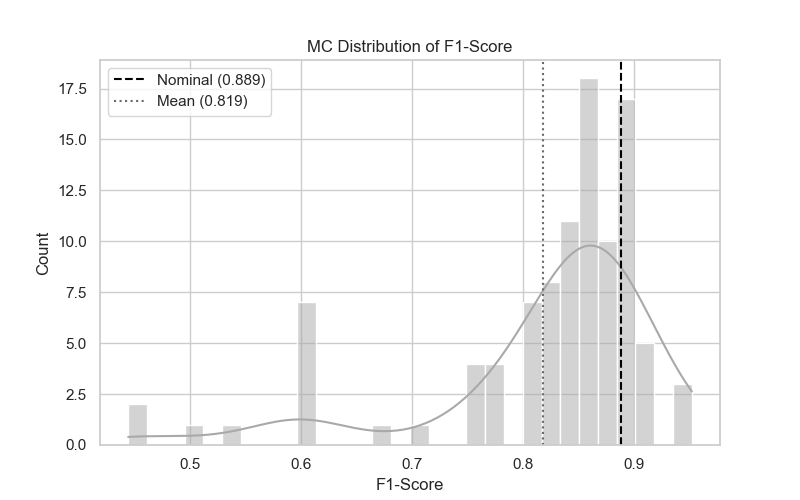 MC Distribution of F1-Score
Nominal (0.889)
Mean (0.819)
17.5
15.0
12.5
10.0
7.5
5.0
2.5
0.0
Count
0.5 0.6 0.7 0.8 0.9
F1-Score